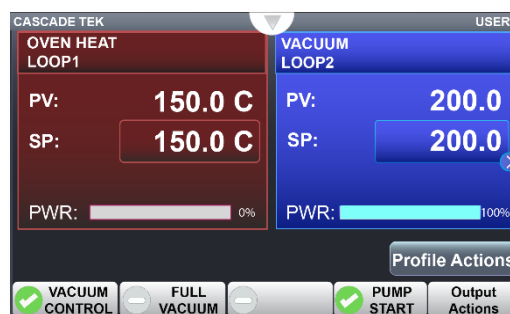 CASCADE TEK
USER
OVEN HEAT
LOOP1
PV: 150.0 C
SP: 150.0 C
PWR: 0%
VACUUM
LOOP2
PV: 200.0
SP: 200.0
PWR: 100%
Profile Actions
VACUUM
CONTROL
FULL
VACUUM
PUMP
START
Output
Actions